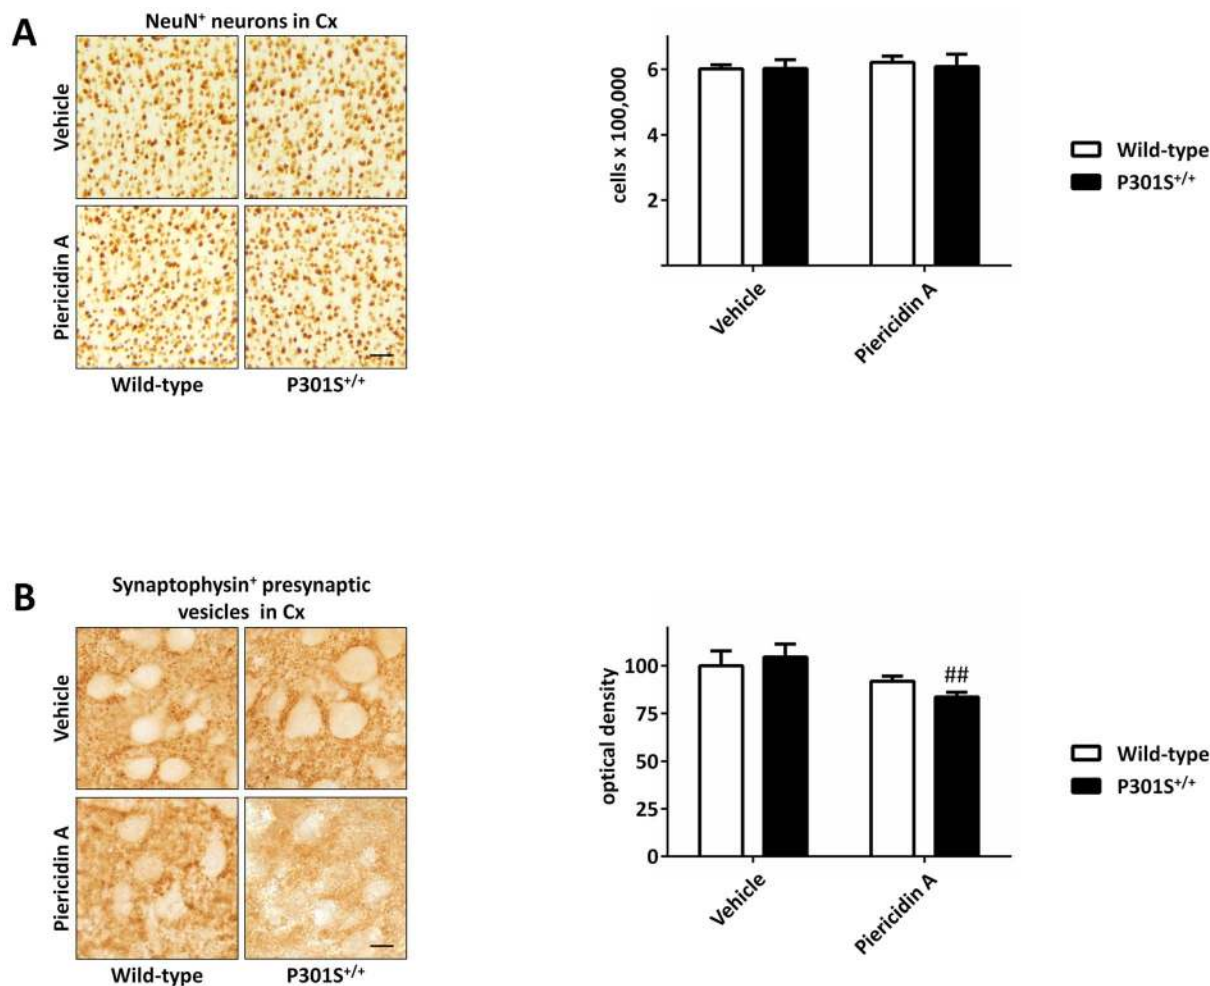 A
NeuN⁺ neurons in Cx
Vehicle
Piericidin A
Wild-type
P301S⁺/⁺
cells x 100,000
6
4
2
Vehicle
Piericidin A
Wild-type
P301S⁺/⁺
B
Synaptophysin⁺ presynaptic
vesicles in Cx
Vehicle
Piericidin A
Wild-type
P301S⁺/⁺
optical density
100
75
50
25
0
##
Vehicle
Piericidin A
Wild-type
P301S⁺/⁺